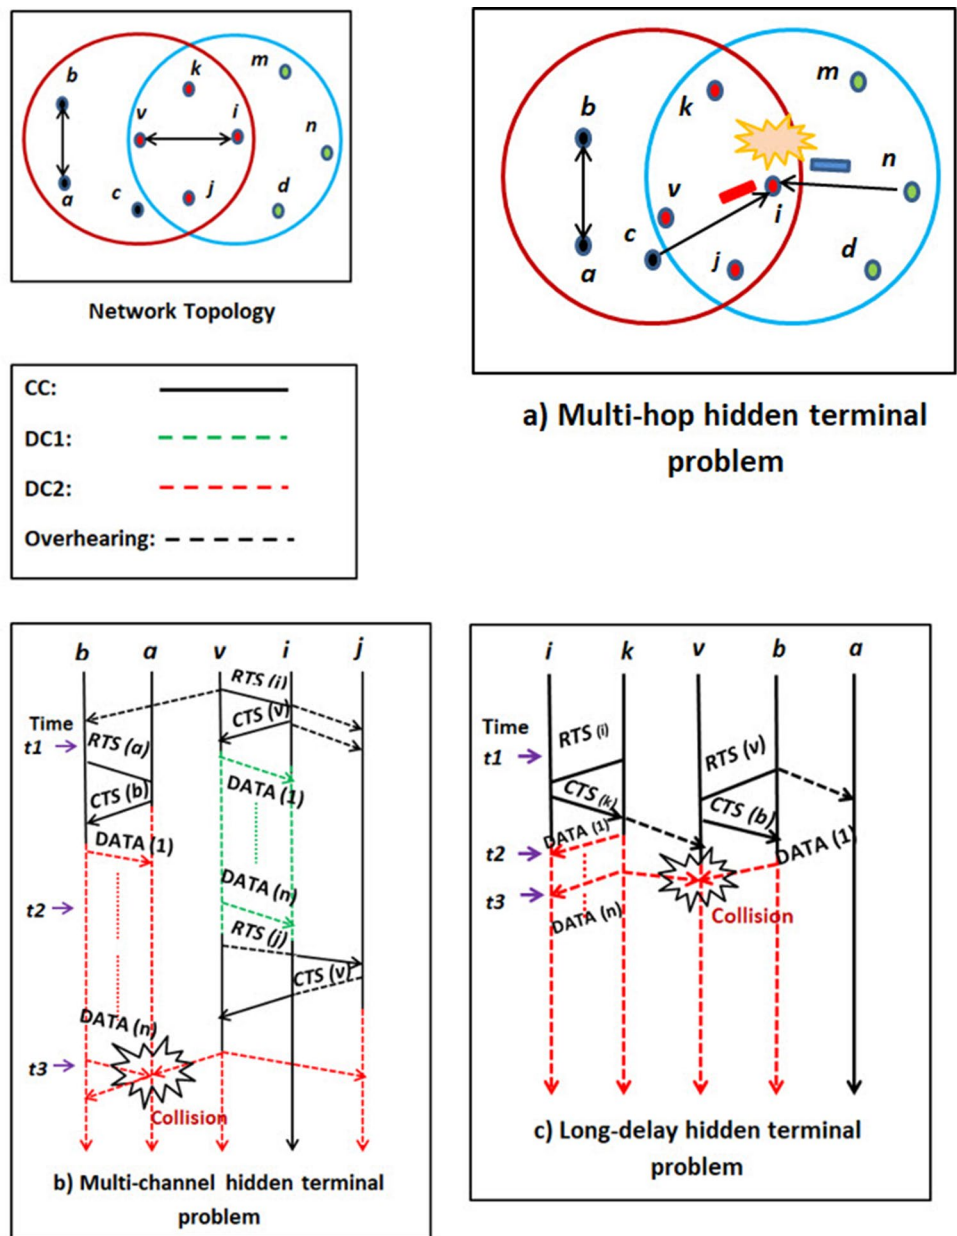 b
k
m
v
i
n
a
c
j
d
Network Topology
b
k
m
n
v
i
c
a
j
d
a) Multi-hop hidden terminal
problem
CC:
DC1:
DC2:
Overhearing:
b a v i j
RTS (i)
CTS (v)
Time
t1
RTS (a)
CTS (b)
DATA (1)
DATA (1)
DATA (n)
t2
RTS (j)
CTS (v)
DATA (n)
t3
Collision
b) Multi-channel hidden terminal
problem
i k v b a
Time
t1
RTS (i)
RTS (v)
CTS (k)
CTS (b)
DATA (1)
DATA (1)
t2
t3
DATA (n)
Collision
c) Long-delay hidden terminal
problem